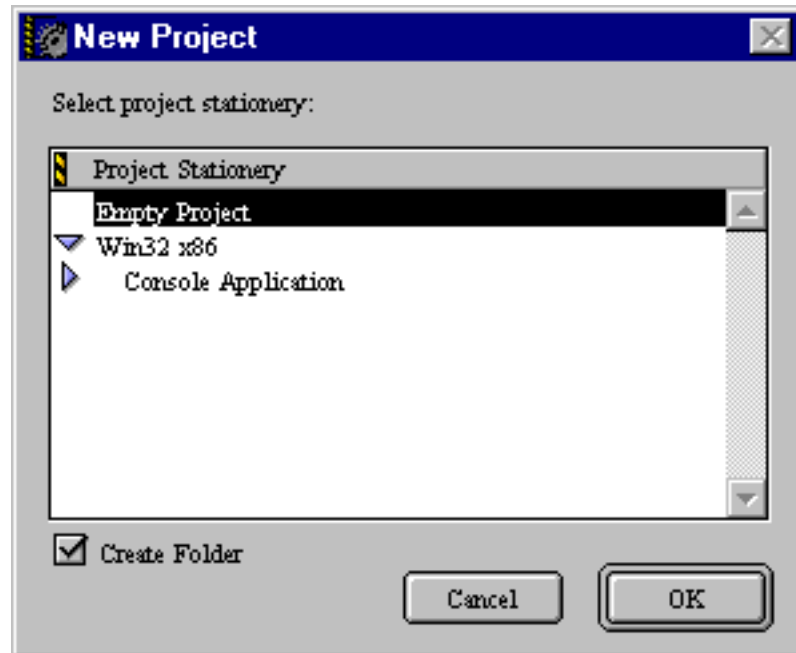 New Project
Select project stationery:
Project Stationery
Empty Project
Win32 x86
Console Application
Create Folder
Cancel
OK